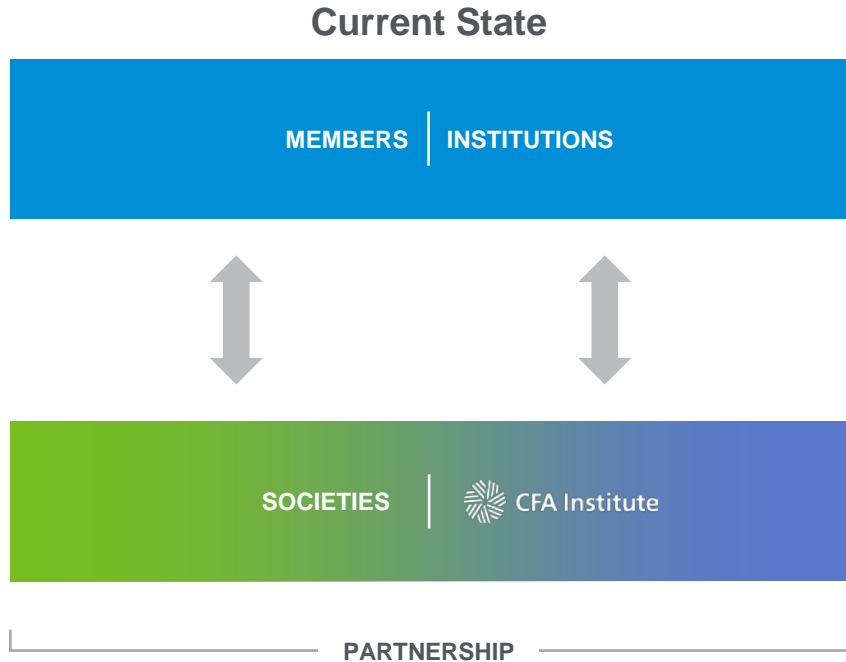 Current State
MEMBERS | INSTITUTIONS
SOCIETIES | CFA Institute
PARTNERSHIP